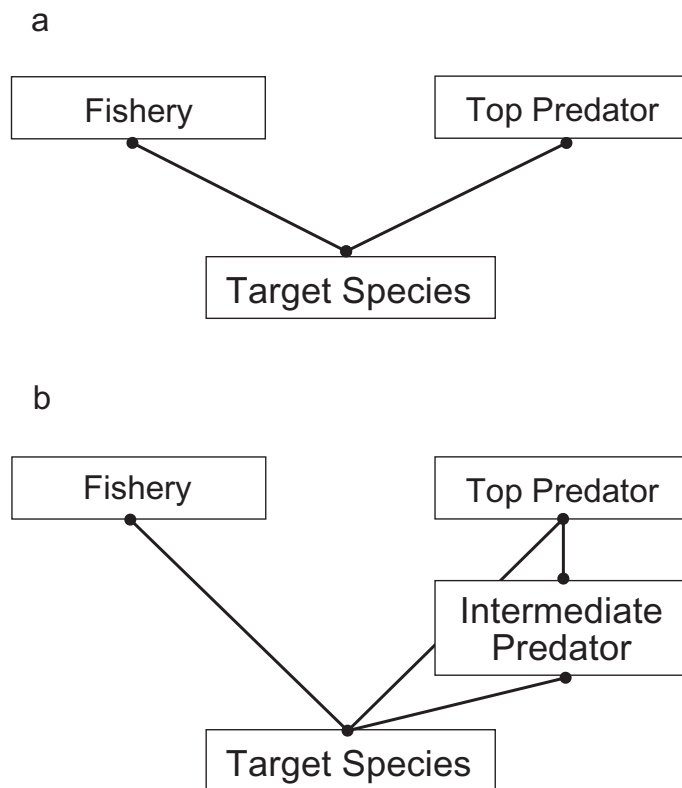 a
Fishery
Top Predator
Target Species
b
Fishery
Top Predator
Intermediate
Predator
Target Species